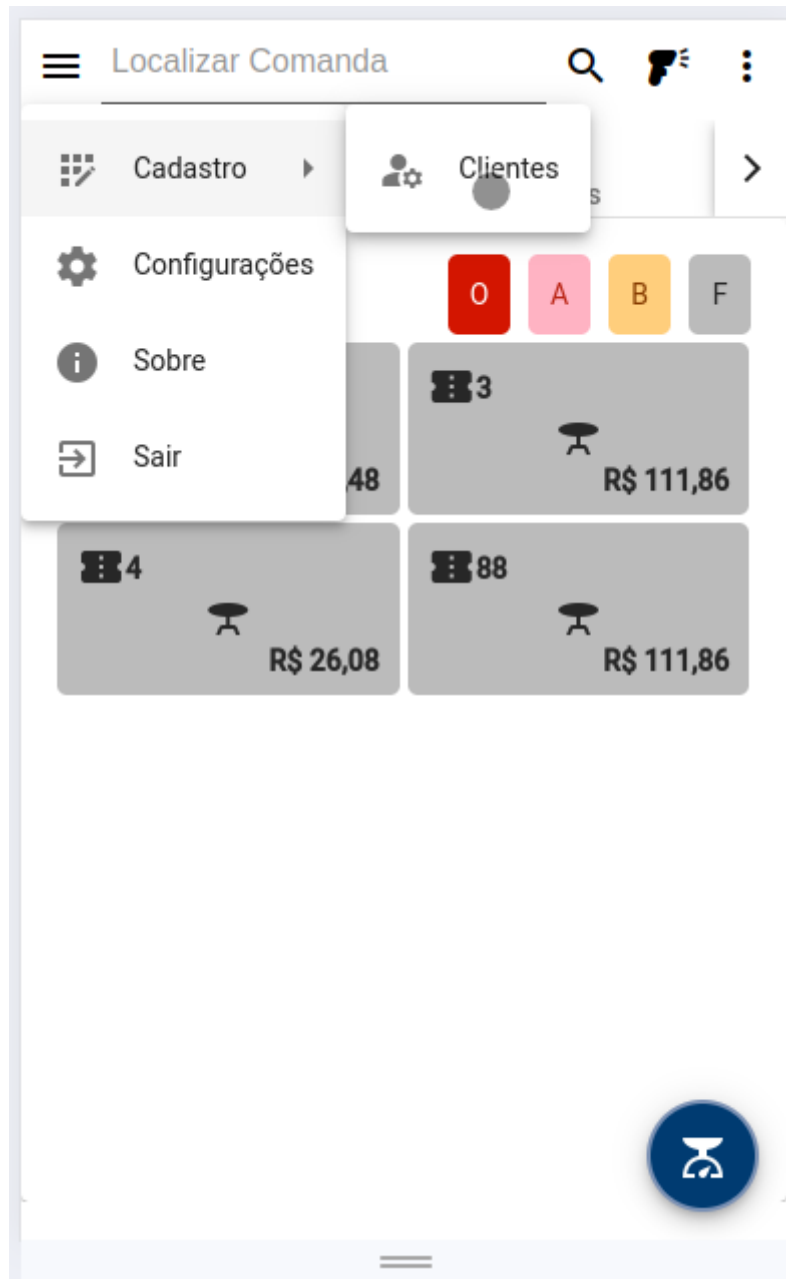 Localizar Comanda
Cadastro
Clientes
s
Configurações
O A B F
Sobre
3
Sair
,48
R$ 111,86
4
88
R$ 26,08
R$ 111,86